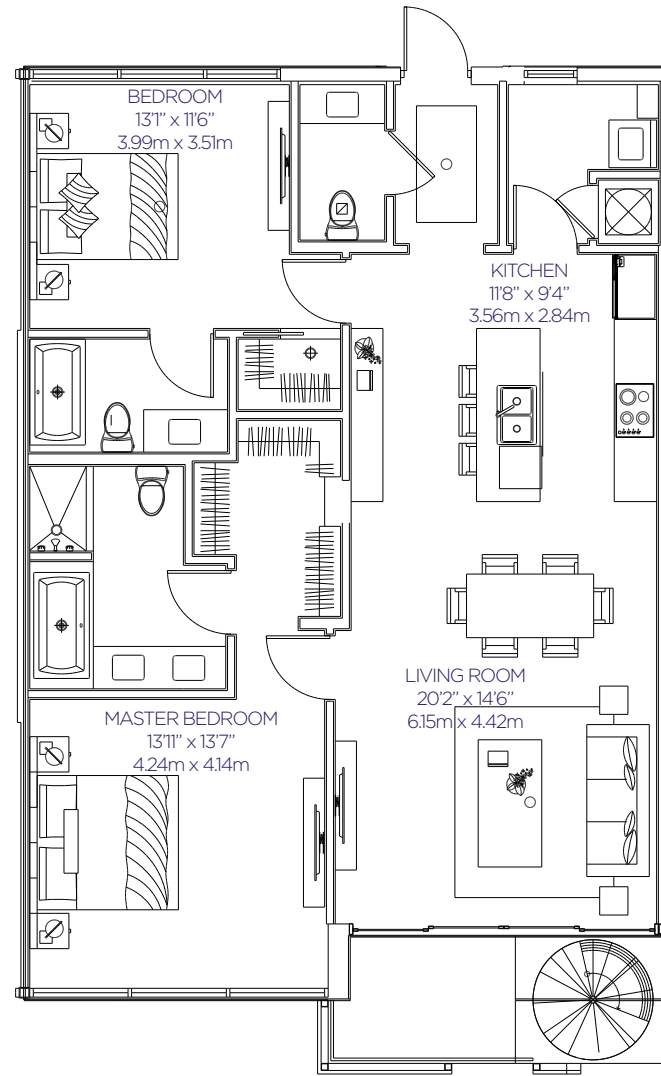 BEDROOM
13'1” x 11'6”
3.99m x 3.51m
KITCHEN
11'8” x 9'4”
3.56m x 2.84m
LIVING ROOM
20'2” x 14'6”
6.15m x 4.42m
MASTER BEDROOM
13'11” x 13'7”
4.24m x 4.14m